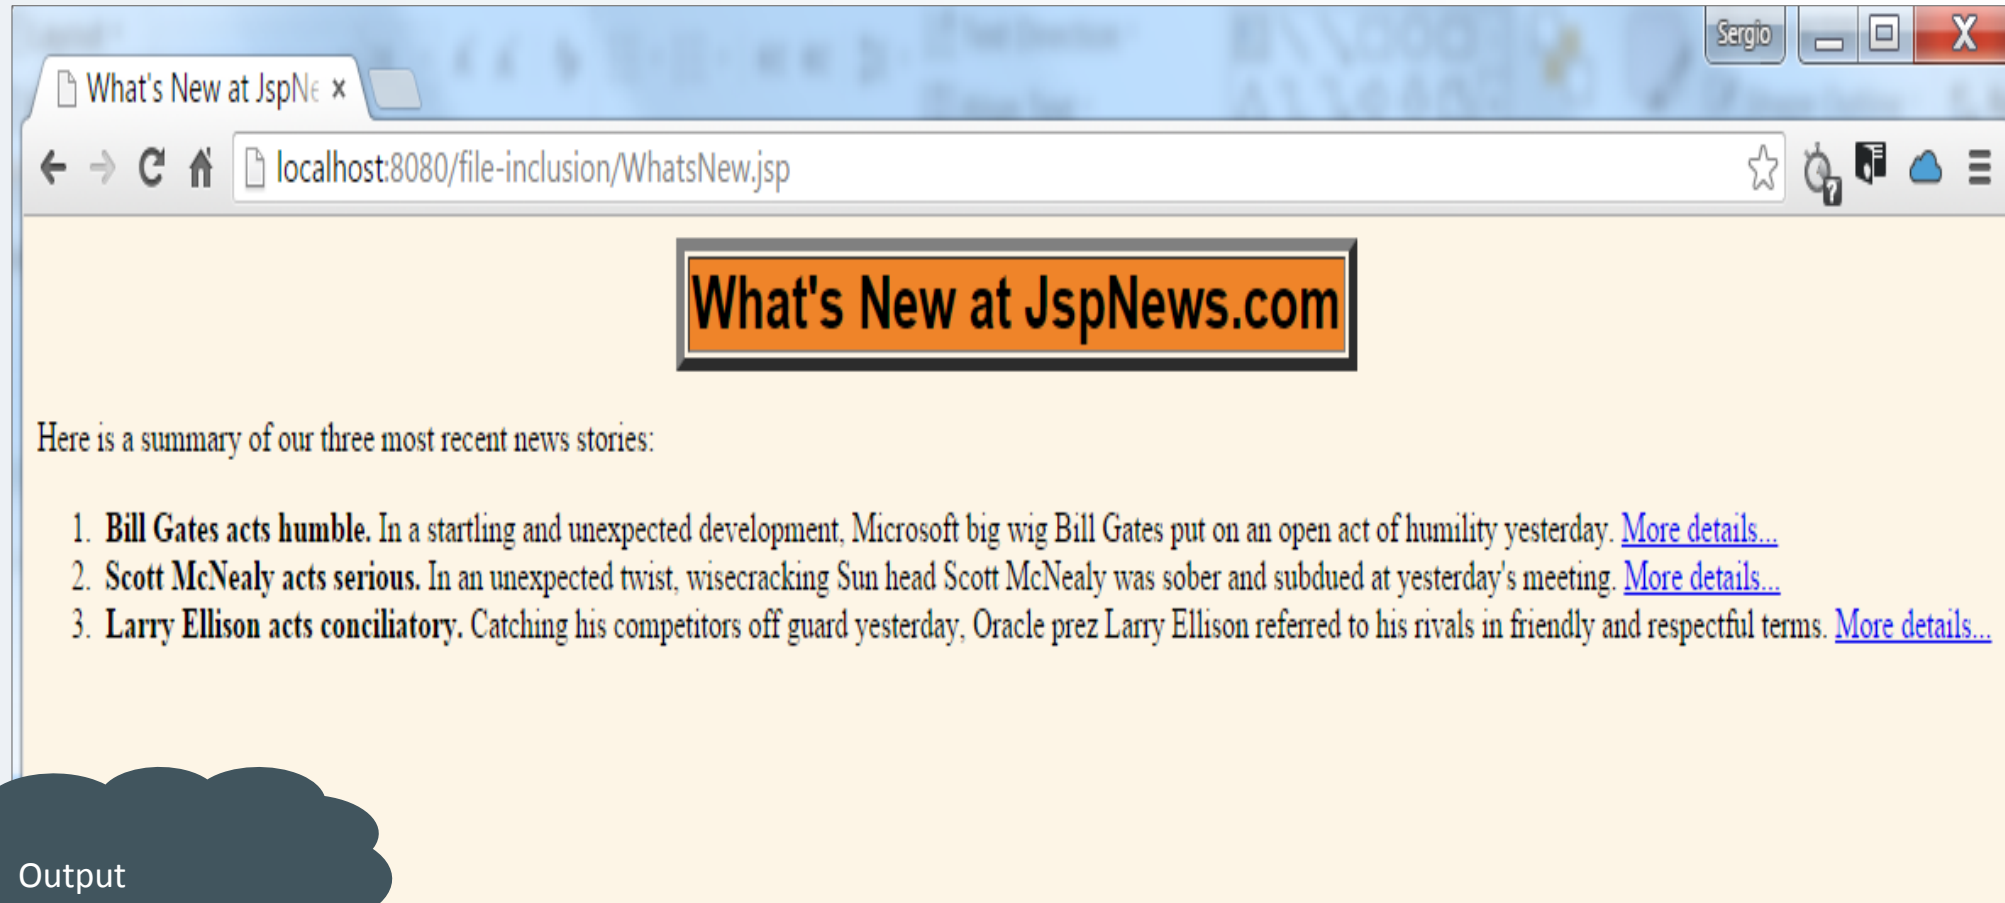 Sergio
What's New at JspNe
localhost:8080/file-inclusion/WhatsNew.jsp
What's New at JspNews.com
Here is a summary of our three most recent news stories:
1. Bill Gates acts humble. In a startling and unexpected development, Microsoft big wig Bill Gates put on an open act of humility yesterday. More details...
2. Scott McNealy acts serious. In an unexpected twist, wisecracking Sun head Scott McNealy was sober and subdued at yesterday's meeting. More details...
3. Larry Ellison acts conciliatory. Catching his competitors off guard yesterday, Oracle prez Larry Ellison referred to his rivals in friendly and respectful terms. More details...
Output